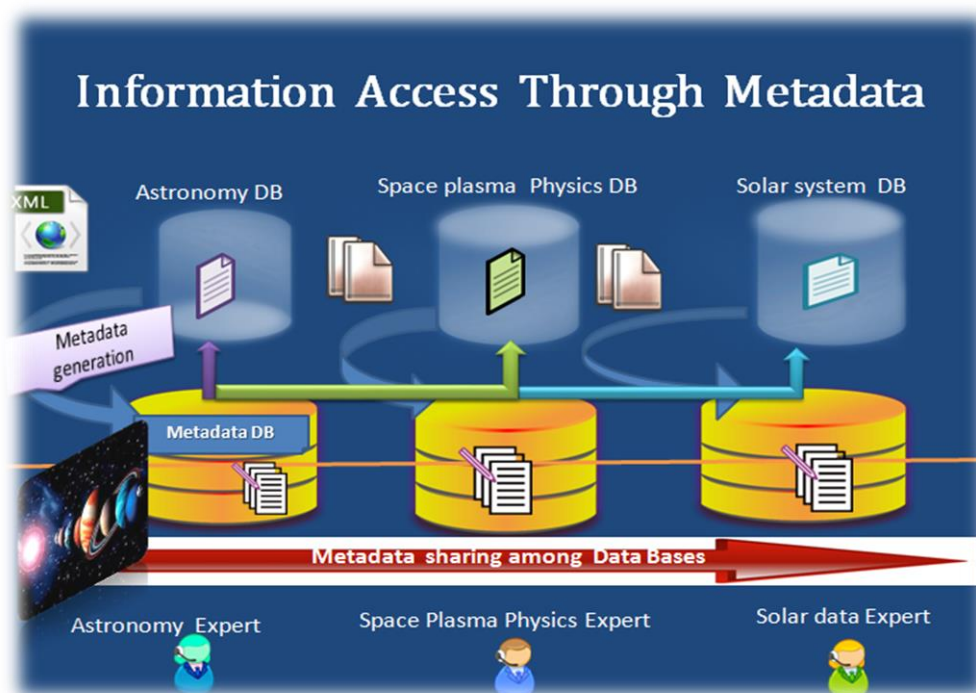 Information Access Through Metadata
Astronomy DB
Space plasma Physics DB
Solar system DB
XML
Metadata
generation
Metadata DB
Metadata sharing among Data Bases
Astronomy Expert
Space Plasma Physics Expert
Solar data Expert